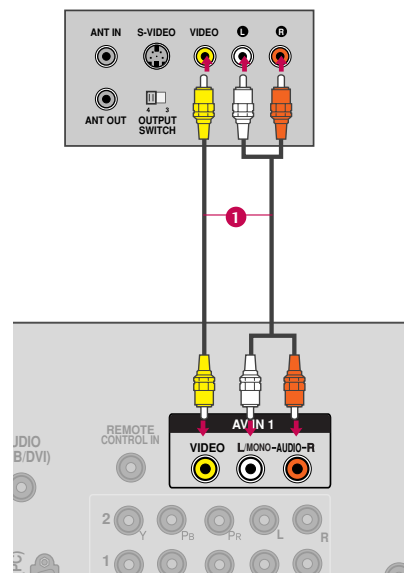 ANT IN S-VIDEO VIDEO L R
ANT OUT
4 3
OUTPUT
SWITCH
1
AV IN 1
REMOTE
CONTROL IN
VIDEO L/MONO-AUDIO-R
UDIO
B/DVI)
2 Y PB PR L R
1
PC)